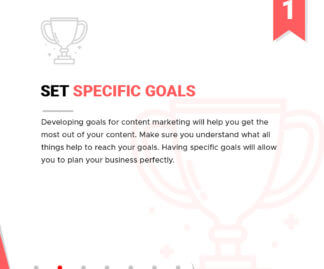 1
SET SPECIFIC GOALS
Developing goals for content marketing will help you get the
most out of your content. Make sure you understand what all
things help to reach your goals. Having specific goals will allow
you to plan your business perfectly.